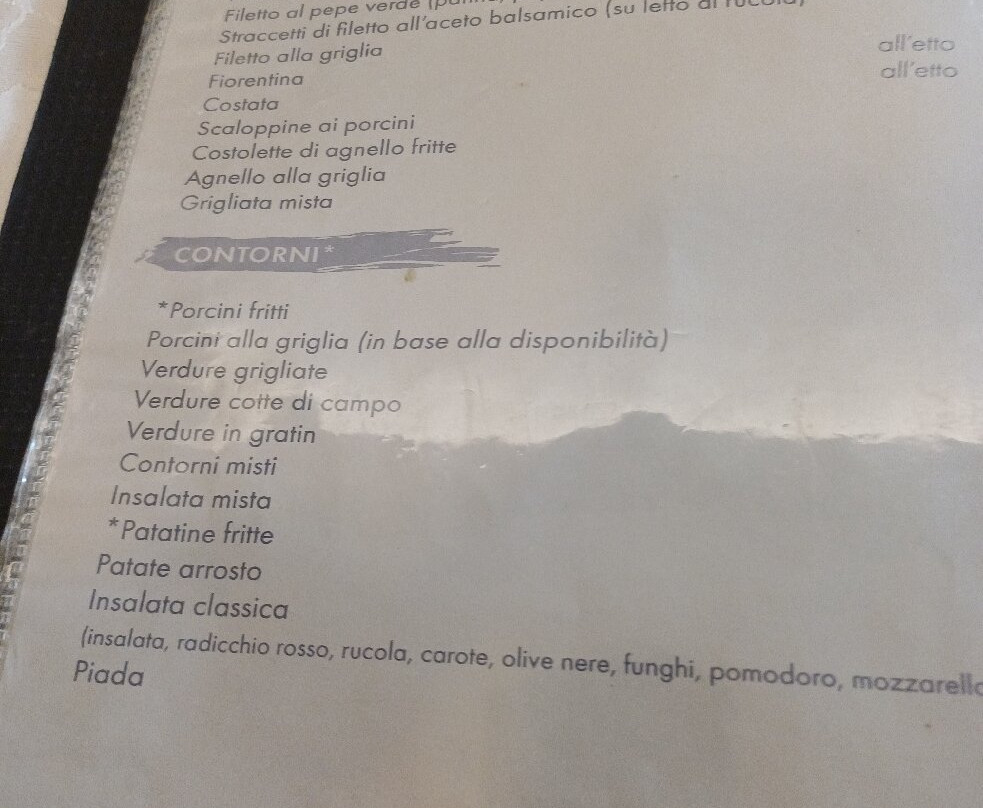 Filetto al pepe verde
Straccetti di filetto all'aceto balsamico (su letto di rucola)
Filetto alla griglia
Fiorentina all'etto
Costata all'etto
Scaloppine ai porcini
Costolette di agnello fritte
Agnello alla griglia
Grigliata mista
CONTORNI*
*Porcini fritti
Porcini alla griglia (in base alla disponibilità)
Verdure grigliate
Verdure cotte di campo
Verdure in gratin
Contorni misti
Insalata mista
*Patatine fritte
Patate arrosto
Insalata classica
(insalata, radicchio rosso, rucola, carote, olive nere, funghi, pomodoro, mozzarella
Piada